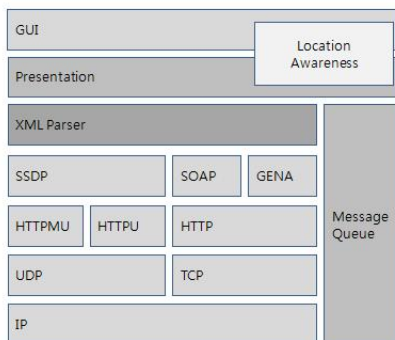 GUI
Location
Awareness
Presentation
XML Parser
SSDP
SOAP
GENA
HTTPMU
HTTPU
HTTP
Message
Queue
UDP
TCP
IP